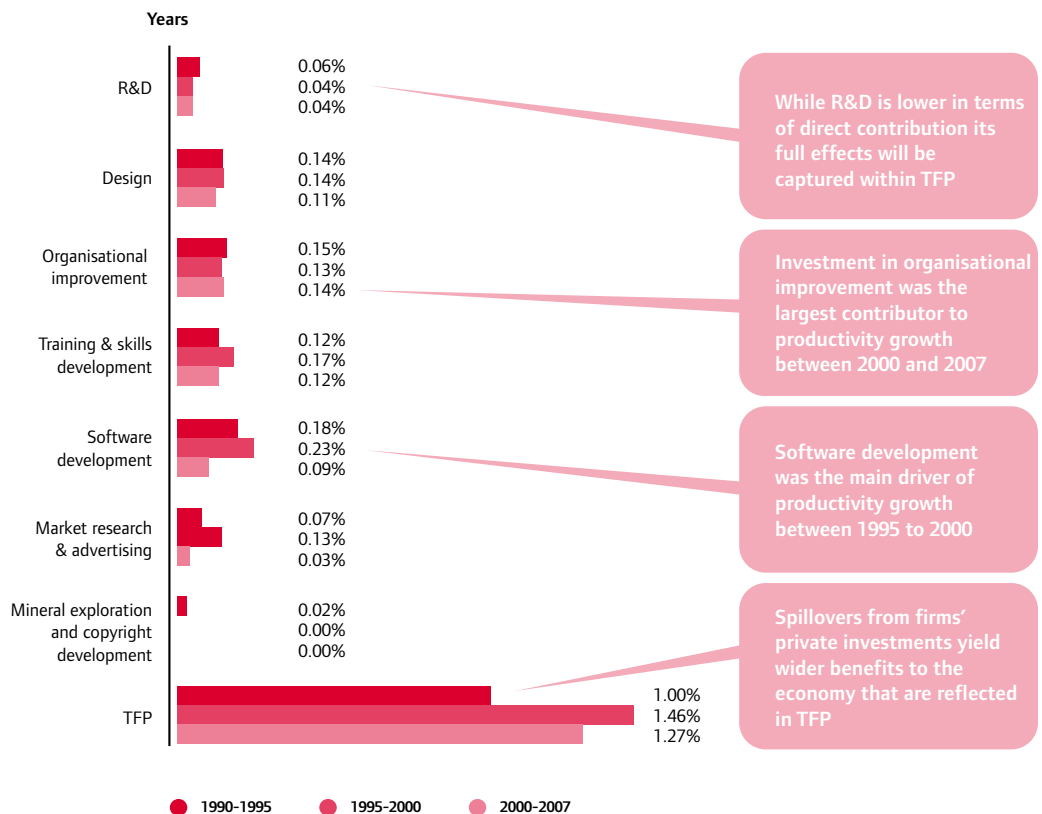 Years
R&D
0.06%
0.04%
0.04%
While R&D is lower in terms
of direct contribution its
full effects will be
captured within TFP
Design
0.14%
0.14%
0.11%
Organisational
improvement
0.15%
0.13%
0.14%
Investment in organisational
improvement was the
largest contributor to
productivity growth
between 2000 and 2007
Training & skills
development
0.12%
0.17%
0.12%
Software
development
0.18%
0.23%
0.09%
Software development
was the main driver of
productivity growth
between 1995 to 2000
Market research
& advertising
0.07%
0.13%
0.03%
Mineral exploration
and copyright
development
0.02%
0.00%
0.00%
Spillovers from firms’
private investments yield
wider benefits to the
economy that are reflected
in TFP
TFP
1.00%
1.46%
1.27%
1990-1995 1995-2000 2000-2007